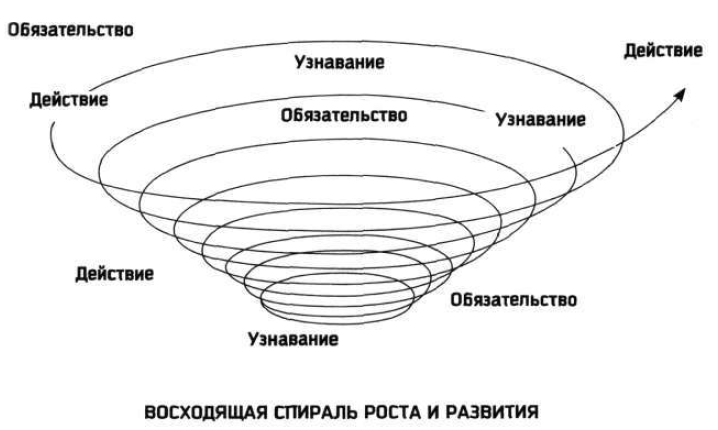 Обязательство
Действие
Узнавание
Действие
Обязательство
Узнавание
Действие
Обязательство
Узнавание
ВОСХОДЯЩАЯ СПИРАЛЬ РОСТА И РАЗВИТИЯ